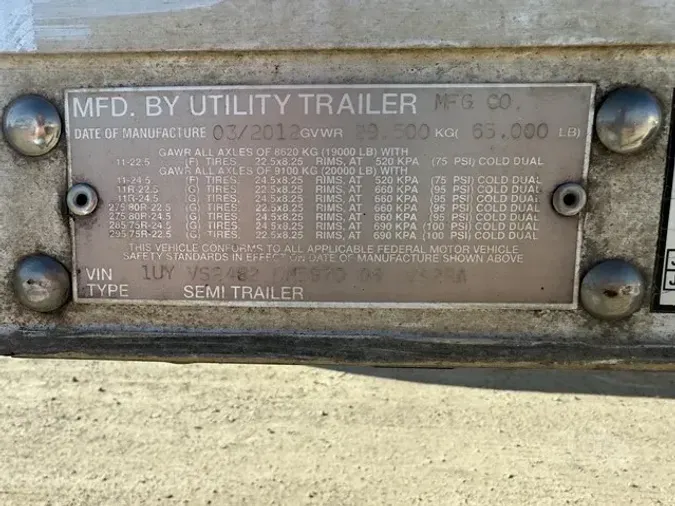 MFD. BY UTILITY TRAILER MFG CO.
DATE OF MANUFACTURE 03/2012 GVWR 29,500 KG( 65,000 LB)
GAWR ALL AXLES OF 8620 KG (19000 LB) WITH
11-22.5 (F) TIRES, 22.5x8.25 RIMS, AT 520 KPA (75 PSI) COLD DUAL
GAWR ALL AXLES OF 9100 KG (20000 LB) WITH
11-24.5 (F) TIRES, 24.5x8.25 RIMS, AT 520 KPA (75 PSI) COLD DUAL
11R-22.5 (G) TIRES, 22.5x8.25 RIMS, AT 660 KPA (95 PSI) COLD DUAL
11R-24.5 (G) TIRES, 24.5x8.25 RIMS, AT 660 KPA (95 PSI) COLD DUAL
275 80R-22.5 (G) TIRES, 22.5x8.25 RIMS, AT 660 KPA (95 PSI) COLD DUAL
275 80R-24.5 (G) TIRES, 24.5x8.25 RIMS, AT 660 KPA (95 PSI) COLD DUAL
285 75R-24.5 (G) TIRES, 24.5x8.25 RIMS, AT 690 KPA (100 PSI) COLD DUAL
295 75R-22.5 (G) TIRES, 22.5x8.25 RIMS, AT 690 KPA (100 PSI) COLD DUAL
THIS VEHICLE CONFORMS TO ALL APPLICABLE FEDERAL MOTOR VEHICLE
SAFETY STANDARDS IN EFFECT ON DATE OF MANUFACTURE SHOWN ABOVE
VIN 1UY
TYPE SEMI TRAILER